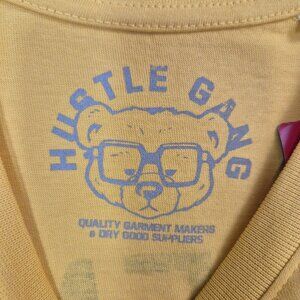 HUSTLE GANG
QUALITY GARMENT MAKERS
& DRY GOOD SUPPLIERS